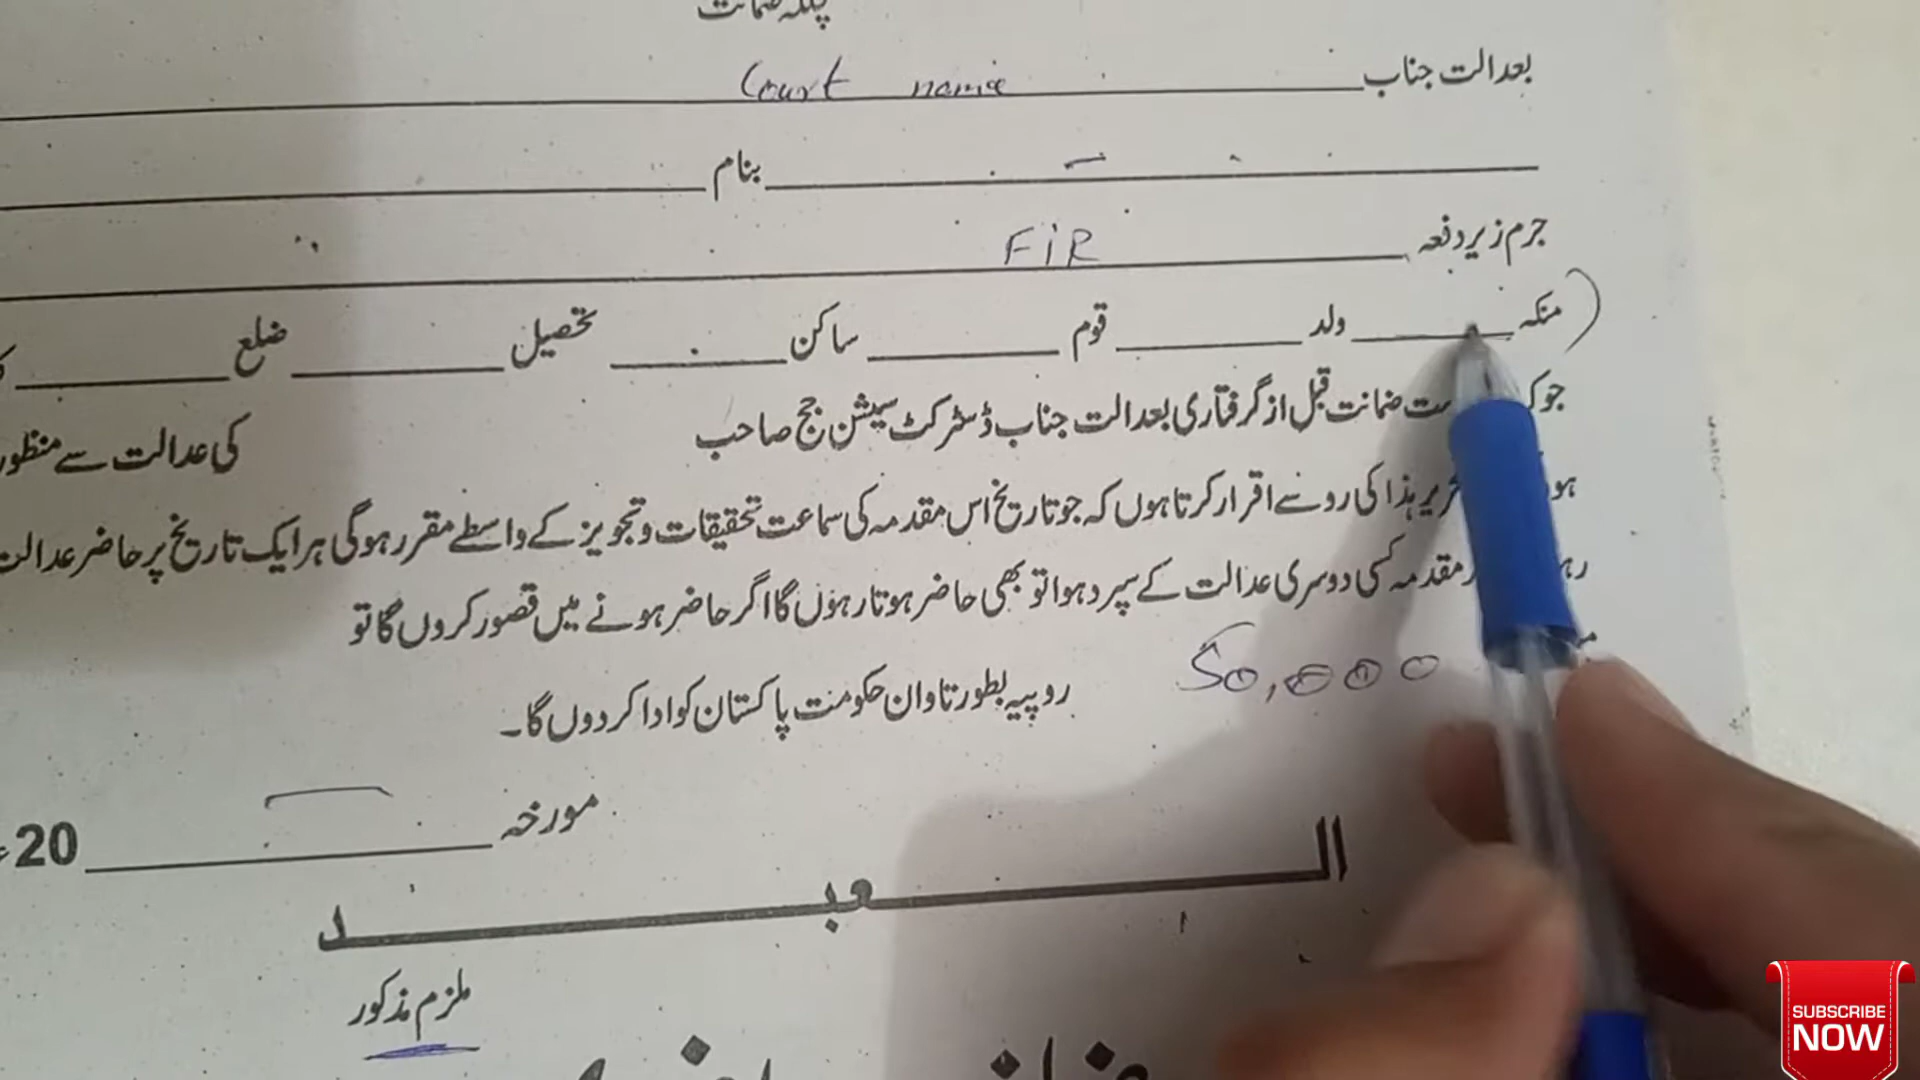 بعدالت جناب Court name
بنام
جرم زیر دفعہ FiR
منکہ ولد قوم ساکن تحصیل ضلع
ضمانت قبل از گرفتاری بعدالت جناب ڈسٹرکٹ سیشن جج صاحب کی عدالت سے منظور
ہذا کی رو سے اقرار کرتا ہوں کہ جو تاریخ اس مقدمہ کی سماعت تحقیقات و تجویز کے واسطے مقرر ہوگی ہر ایک تاریخ پر حاضر عدالت
مقدمہ کسی دوسری عدالت کے سپرد ہوا تو بھی حاضر ہوتا رہوں گا اگر حاضر ہونے میں قصور کروں گا تو
50,000 روپیہ بطور تاوان حکومت پاکستان کو ادا کر دوں گا۔
مورخہ 20ء
العبد
ملزم مذکور
SUBSCRIBE
NOW